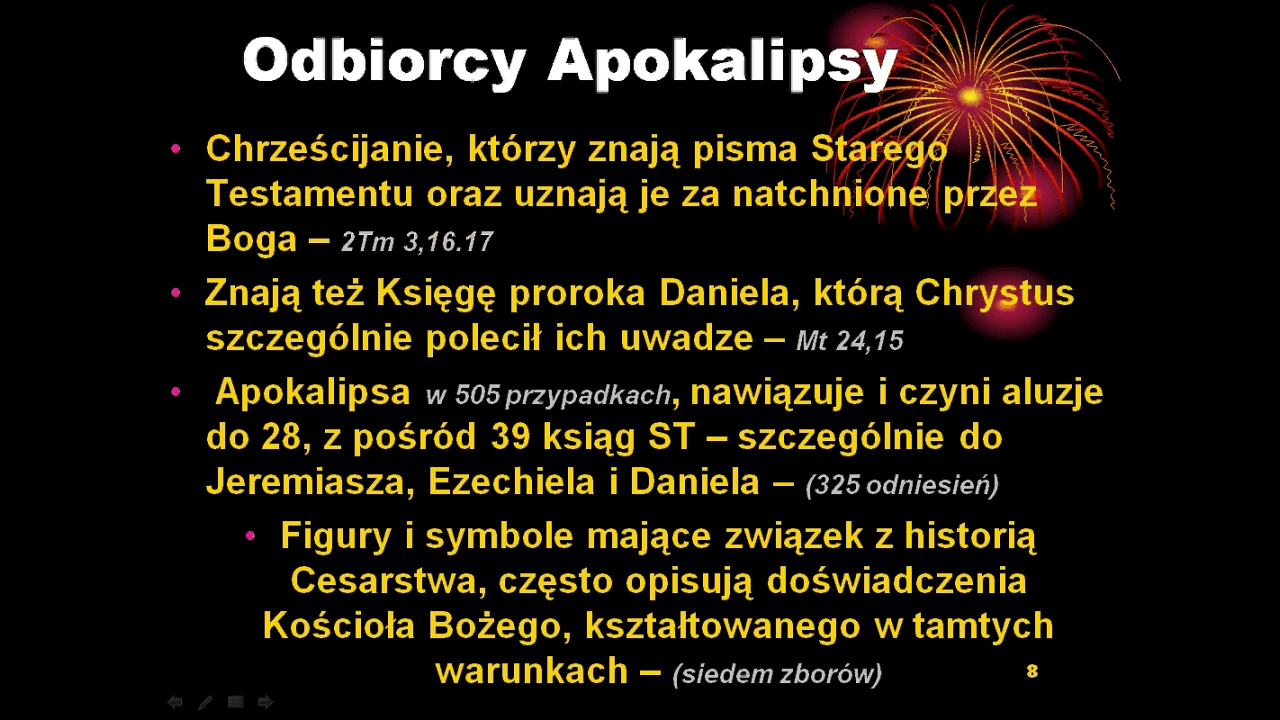 Odbiorcy Apokalipsy
• Chrześcijanie, którzy znają pisma Starego
Testamentu oraz uznają je za natchnione przez
Boga – 2Tm 3,16.17
• Znają też Księgę proroka Daniela, którą Chrystus
szczególnie polecił ich uwadze – Mt 24,15
• Apokalipsa w 505 przypadkach, nawiązuje i czyni aluzje
do 28, z pośród 39 ksiąg ST – szczególnie do
Jeremiasza, Ezechiela i Daniela – (325 odniesień)
• Figury i symbole mające związek z historią
Cesarstwa, często opisują doświadczenia
Kościoła Bożego, kształtowanego w tamtych
warunkach – (siedem zborów)
8